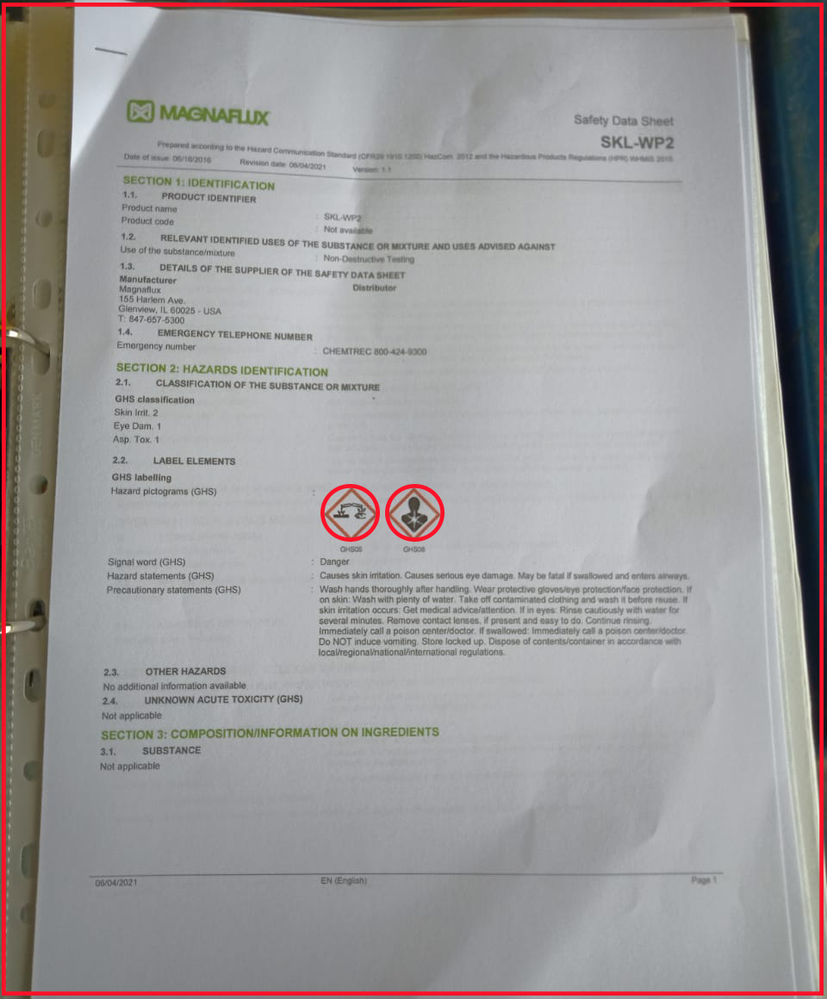 MAGNAFLUX
Safety Data Sheet
SKL-WP2
Prepared according to the Hazard Communication Standard (CFR29 1910.1200) HazCom. 2012 and the Hazardous Products Regulations (HPR) WHMIS 2015
Date of issue: 06/16/2016 Revision date: 06/04/2021 Version: 1.1
SECTION 1: IDENTIFICATION
1.1. PRODUCT IDENTIFIER
Product name : SKL-WP2
Product code : Not available
1.2. RELEVANT IDENTIFIED USES OF THE SUBSTANCE OR MIXTURE AND USES ADVISED AGAINST
Use of the substance/mixture : Non-Destructive Testing
1.3. DETAILS OF THE SUPPLIER OF THE SAFETY DATA SHEET
Manufacturer Distributor
Magnaflux
155 Harlem Ave.
Glenview, IL 60025 - USA
T: 847-657-5300
1.4. EMERGENCY TELEPHONE NUMBER
Emergency number : CHEMTREC 800-424-9300
SECTION 2: HAZARDS IDENTIFICATION
2.1. CLASSIFICATION OF THE SUBSTANCE OR MIXTURE
GHS classification
Skin Irrit. 2
Eye Dam. 1
Asp. Tox. 1
2.2. LABEL ELEMENTS
GHS labelling
Hazard pictograms (GHS) :
GHS05 GHS08
Signal word (GHS) : Danger
Hazard statements (GHS) : Causes skin irritation. Causes serious eye damage. May be fatal if swallowed and enters airways.
Precautionary statements (GHS) : Wash hands thoroughly after handling. Wear protective gloves/eye protection/face protection. If
on skin: Wash with plenty of water. Take off contaminated clothing and wash it before reuse. If
skin irritation occurs: Get medical advice/attention. If in eyes: Rinse cautiously with water for
several minutes. Remove contact lenses, if present and easy to do. Continue rinsing.
Immediately call a poison center/doctor. If swallowed: Immediately call a poison center/doctor.
Do NOT induce vomiting. Store locked up. Dispose of contents/container in accordance with
local/regional/national/international regulations.
2.3. OTHER HAZARDS
No additional information available
2.4. UNKNOWN ACUTE TOXICITY (GHS)
Not applicable
SECTION 3: COMPOSITION/INFORMATION ON INGREDIENTS
3.1. SUBSTANCE
Not applicable
06/04/2021 EN (English) Page 1
DENMARK